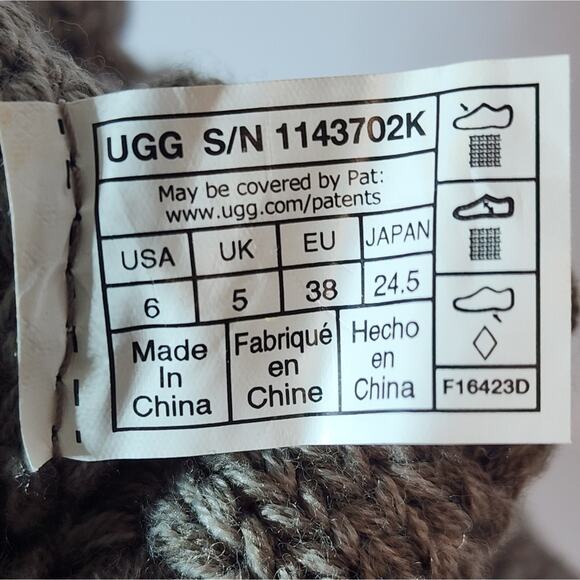 UGG S/N 1143702K
May be covered by Pat:
www.ugg.com/patents
USA UK EU JAPAN
6 5 38 24.5
Made In China
Fabriqué en Chine
Hecho en China
F16423D